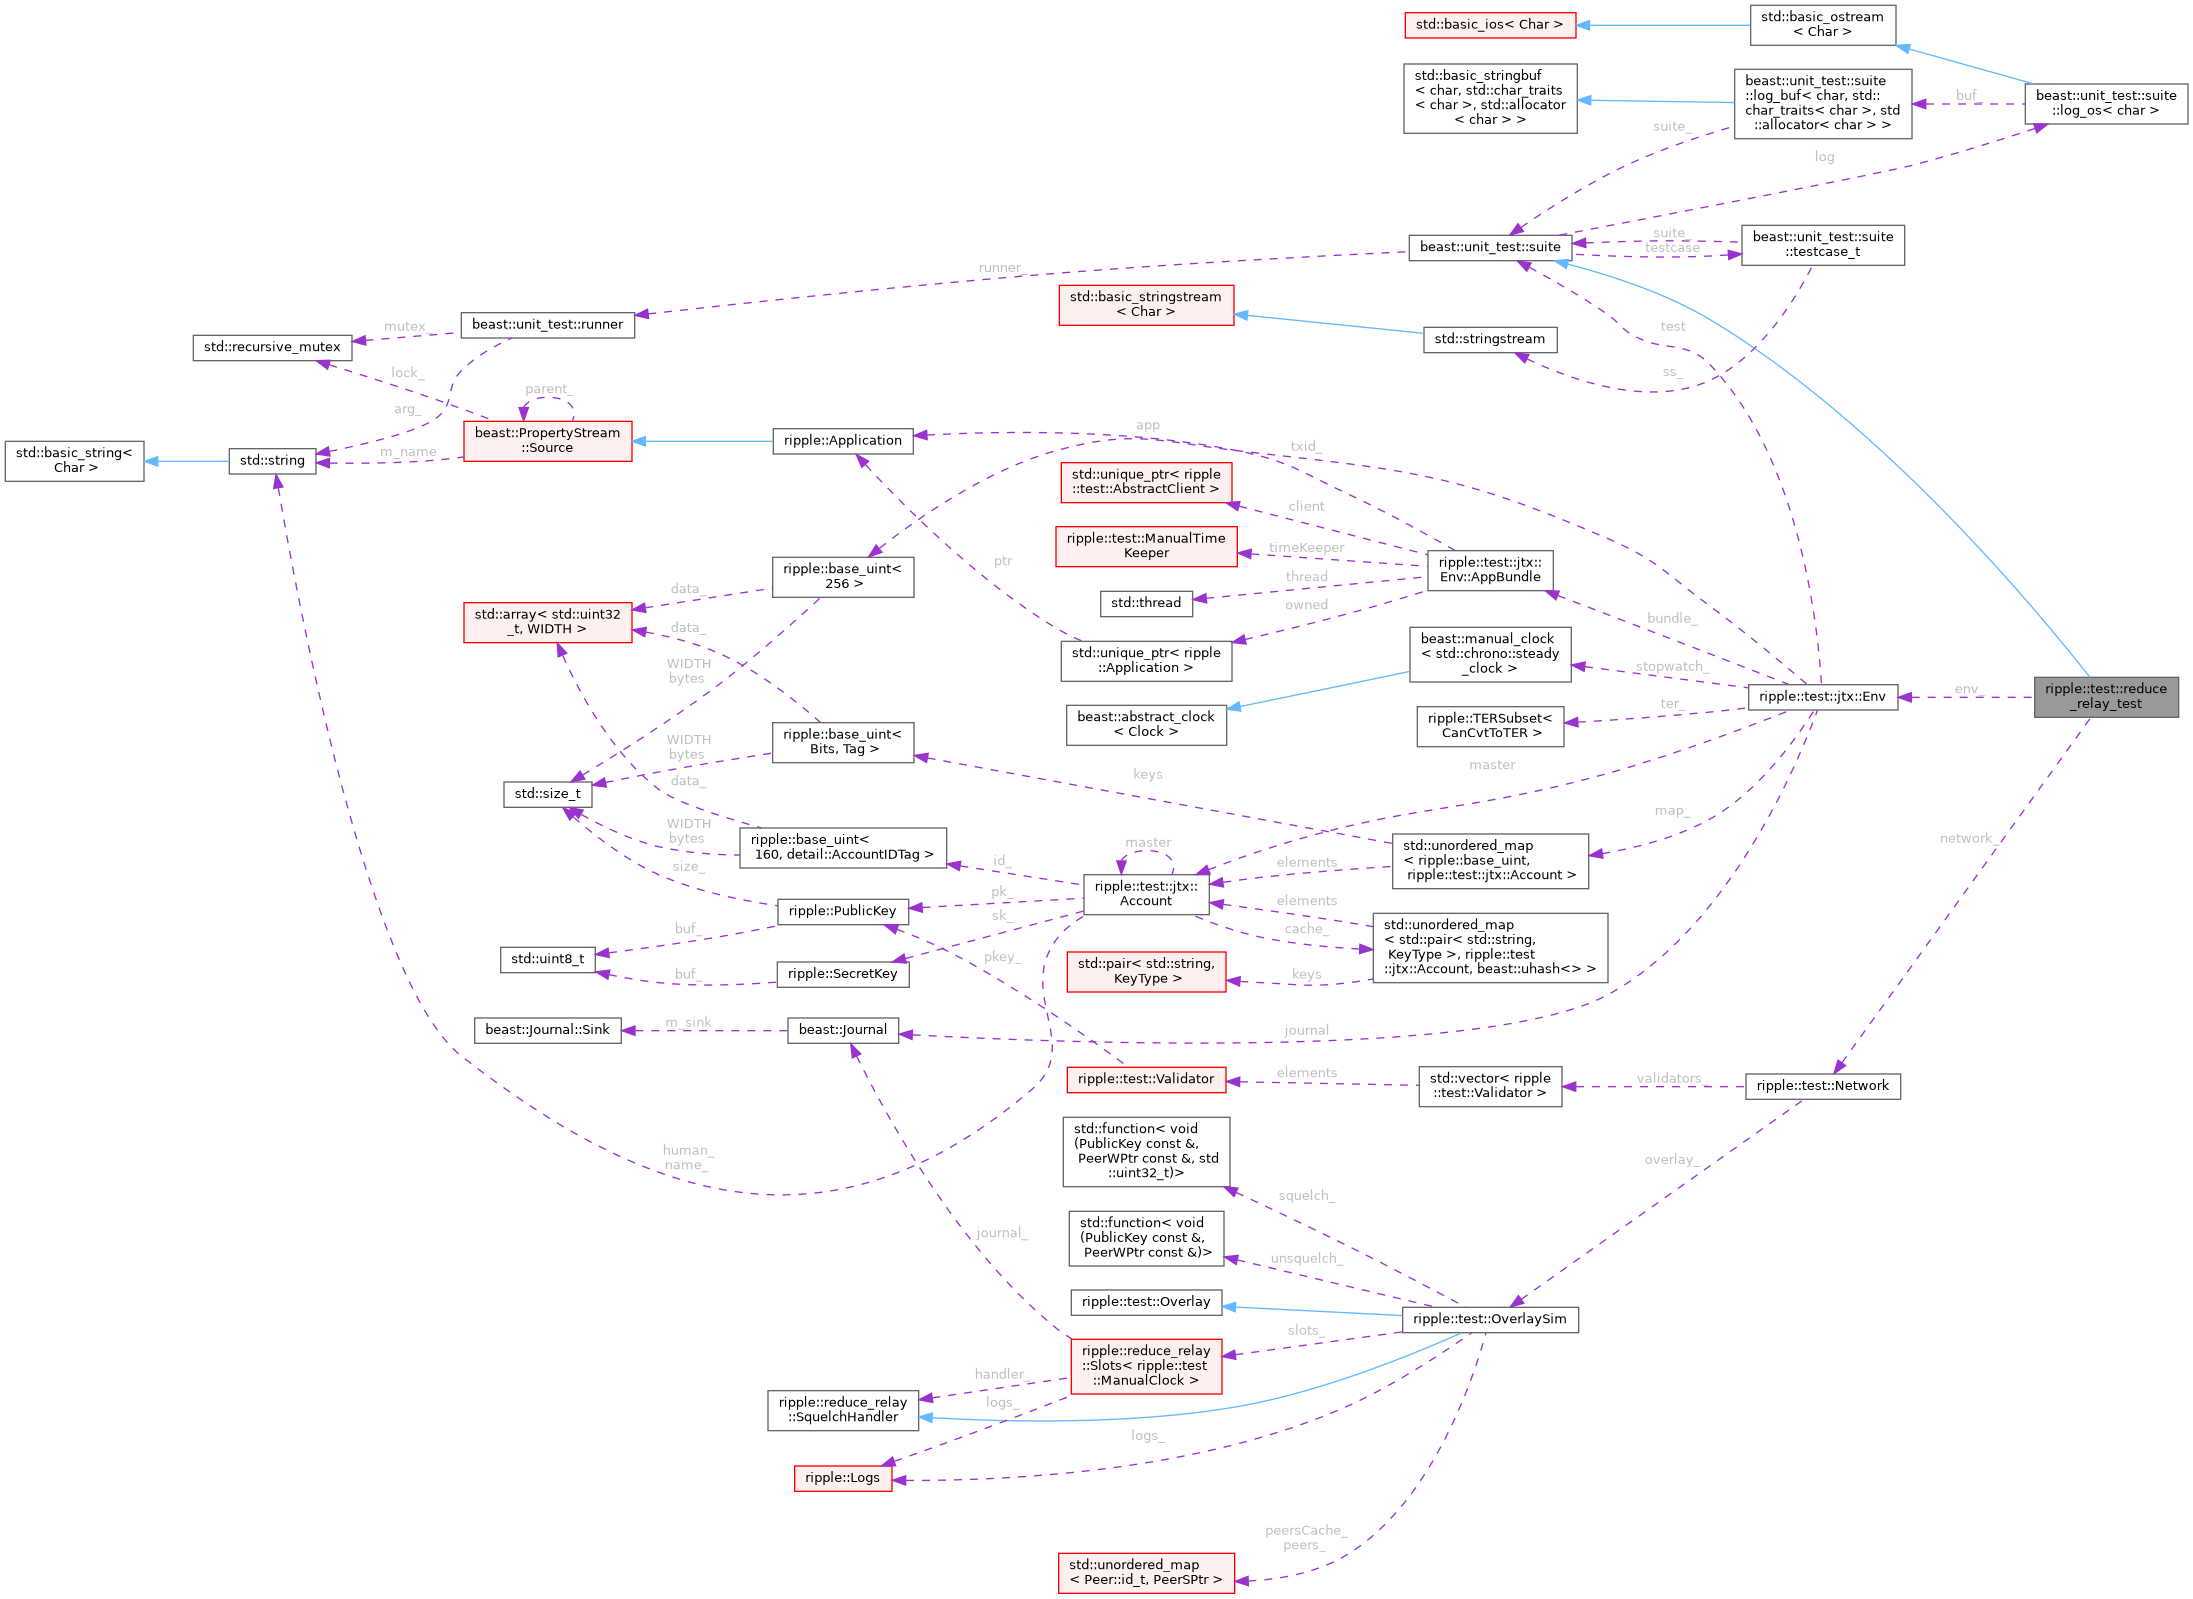 std::basic_ios< Char >
std::basic_ostream
< Char >
std::basic_stringbuf
< char, std::char_traits
< char >, std::allocator
< char > >
beast::unit_test::suite
::log_buf< char, std::
char_traits< char >, std
::allocator< char > >
buf_
beast::unit_test::suite
::log_os< char >
suite_
log
beast::unit_test::suite
suite_
testcase
beast::unit_test::suite
::testcase_t
runner_
std::basic_stringstream
< Char >
std::stringstream
test
ss_
beast::unit_test::runner
mutex_
std::recursive_mutex
lock_
parent_
arg_
beast::PropertyStream
::Source
m_name
std::basic_string<
Char >
std::string
ripple::Application
app
txid_
std::unique_ptr< ripple
::test::AbstractClient >
client
ripple::test::ManualTime
Keeper
timeKeeper
ripple::test::jtx::
Env::AppBundle
thread
std::thread
owned
ptr
ripple::base_uint<
256 >
data_
std::array< std::uint32
_t, WIDTH >
data_
std::unique_ptr< ripple
::Application >
bundle_
beast::manual_clock
< std::chrono::steady
_clock >
stopwatch_
WIDTH
bytes
ripple::test::jtx::Env
env_
ripple::test::reduce
_relay_test
ter_
ripple::TERSubset<
CanCvtToTER >
beast::abstract_clock
< Clock >
ripple::base_uint<
Bits, Tag >
WIDTH
bytes
master
keys
data_
std::size_t
map_
WIDTH
bytes
ripple::base_uint<
160, detail::AccountIDTag >
size_
id_
master
elements
std::unordered_map
< ripple::base_uint,
ripple::test::jtx::Account >
network_
ripple::test::jtx::
Account
pk_
ripple::PublicKey
sk_
elements
cache_
std::unordered_map
< std::pair< std::string,
KeyType >, ripple::test
::jtx::Account, beast::uhash<> >
buf_
std::uint8_t
buf_
ripple::SecretKey
pkey_
std::pair< std::string,
KeyType >
keys
beast::Journal::Sink
m_sink
beast::Journal
journal
ripple::test::Validator
elements
std::vector< ripple
::test::Validator >
validators_
ripple::test::Network
human_
name_
std::function< void
(PublicKey const &,
PeerWPtr const &, std
::uint32_t)>
overlay_
squelch_
std::function< void
(PublicKey const &,
PeerWPtr const &)>
journal_
unsquelch_
ripple::test::Overlay
ripple::test::OverlaySim
slots_
ripple::reduce_relay
::Slots< ripple::test
::ManualClock >
handler_
ripple::reduce_relay
::SquelchHandler
logs_
logs_
ripple::Logs
peersCache_
peers_
std::unordered_map
< Peer::id_t, PeerSPtr >